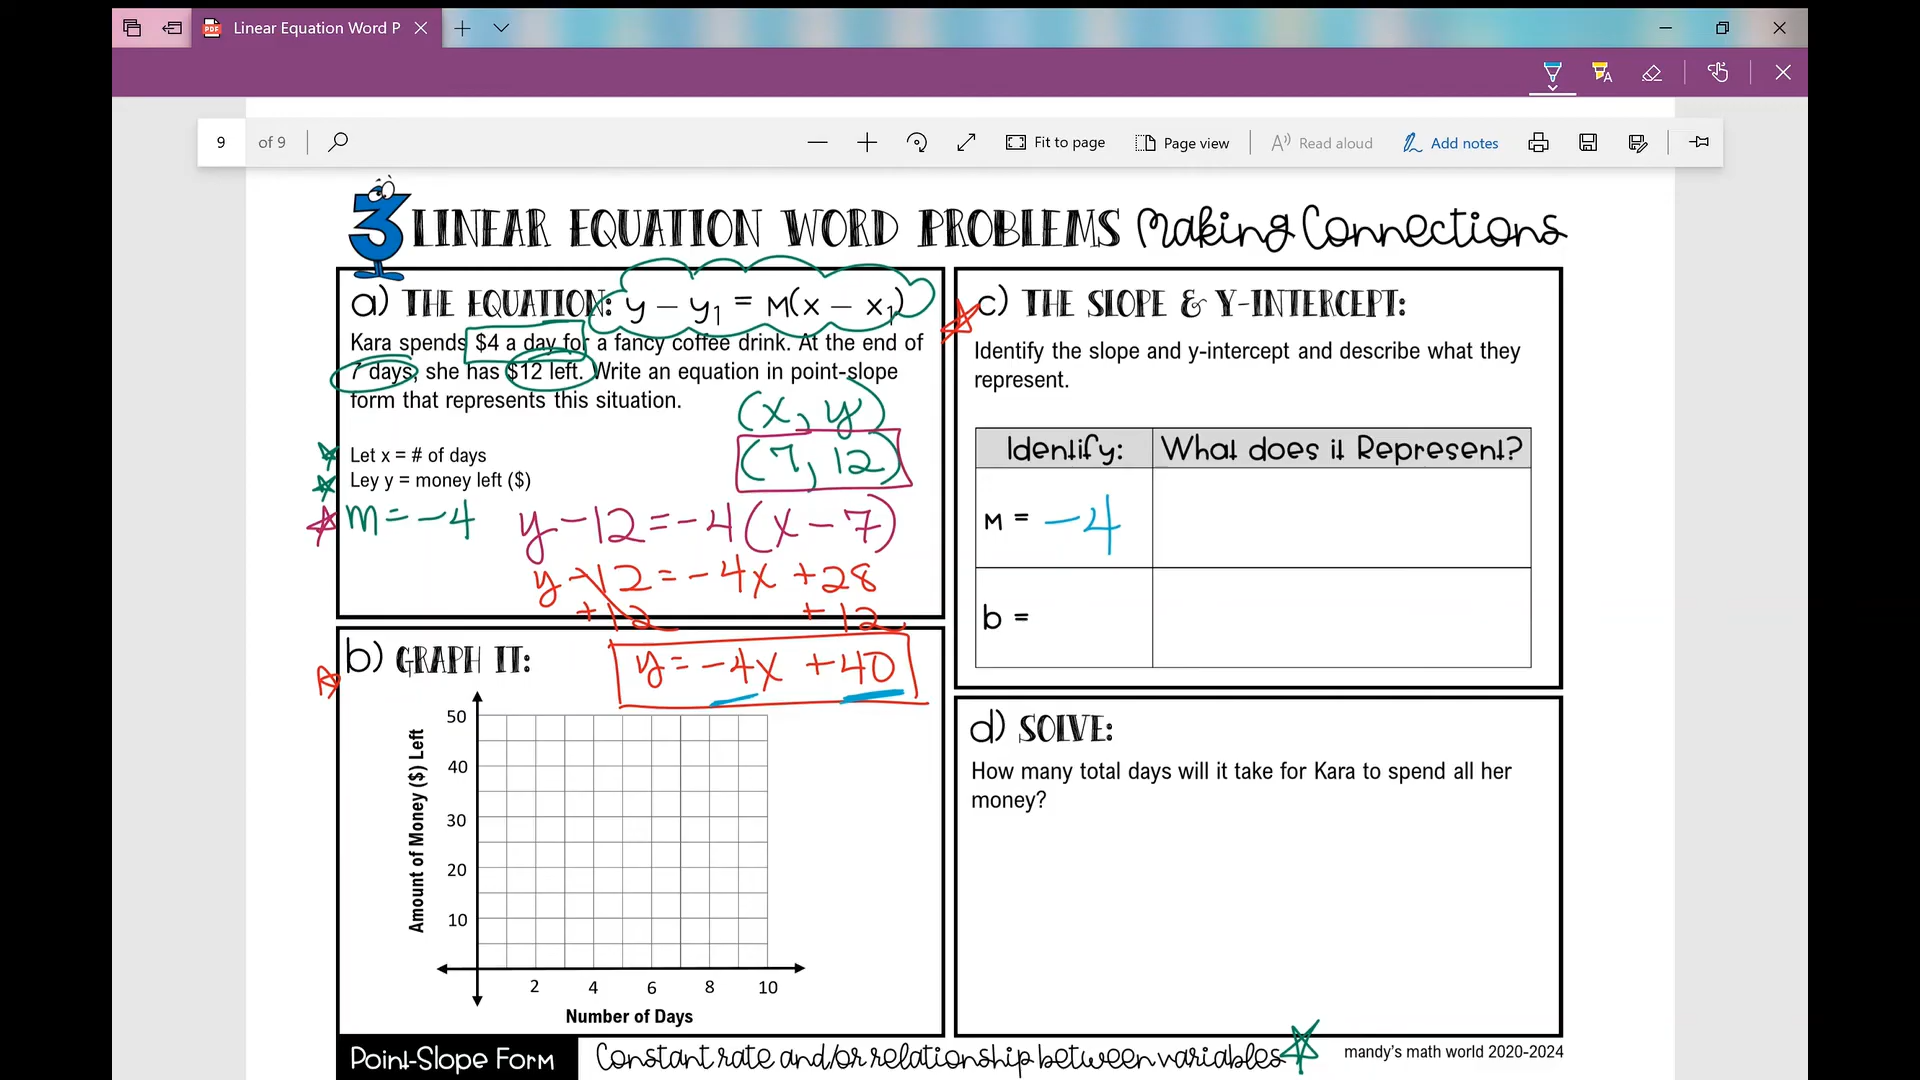 Linear Equation Word P
9 of 9
Fit to page
Page view
Read aloud
Add notes
3 LINEAR EQUATION WORD PROBLEMS Making Connections
a) THE EQUATION: y – y₁ = M(x – x₁)
Kara spends $4 a day for a fancy coffee drink. At the end of
7 days, she has $12 left. Write an equation in point-slope
form that represents this situation.
(x, y)
(7, 12)
Let x = # of days
Ley y = money left ($)
m = -4
y - 12 = -4(x - 7)
y - 12 = -4x + 28
+12 +12
y = -4x + 40
b) GRAPH IT:
Amount of Money ($) Left
50
40
30
20
10
2 4 6 8 10
Number of Days
c) THE SLOPE & Y-INTERCEPT:
Identify the slope and y-intercept and describe what they
represent.
Identify: What does it Represent?
M = -4
b =
d) SOLVE:
How many total days will it take for Kara to spend all her
money?
Point-Slope Form
Constant rate and/or relationship between variables
mandy's math world 2020-2024